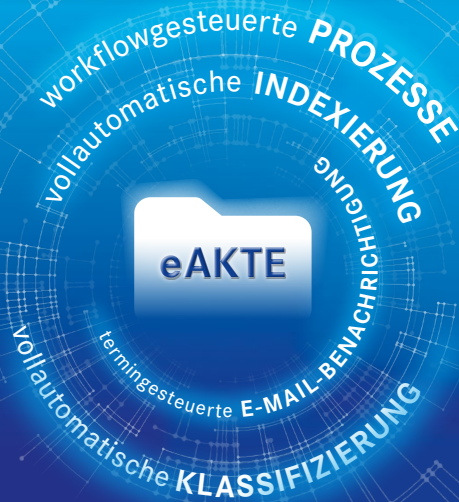 workflowgesteuerte PROZESSE
vollautomatische INDEXIERUNG
eAKTE
termingesteuerte E-MAIL-BENACHRICHTIGUNG
vollautomatische KLASSIFIZIERUNG